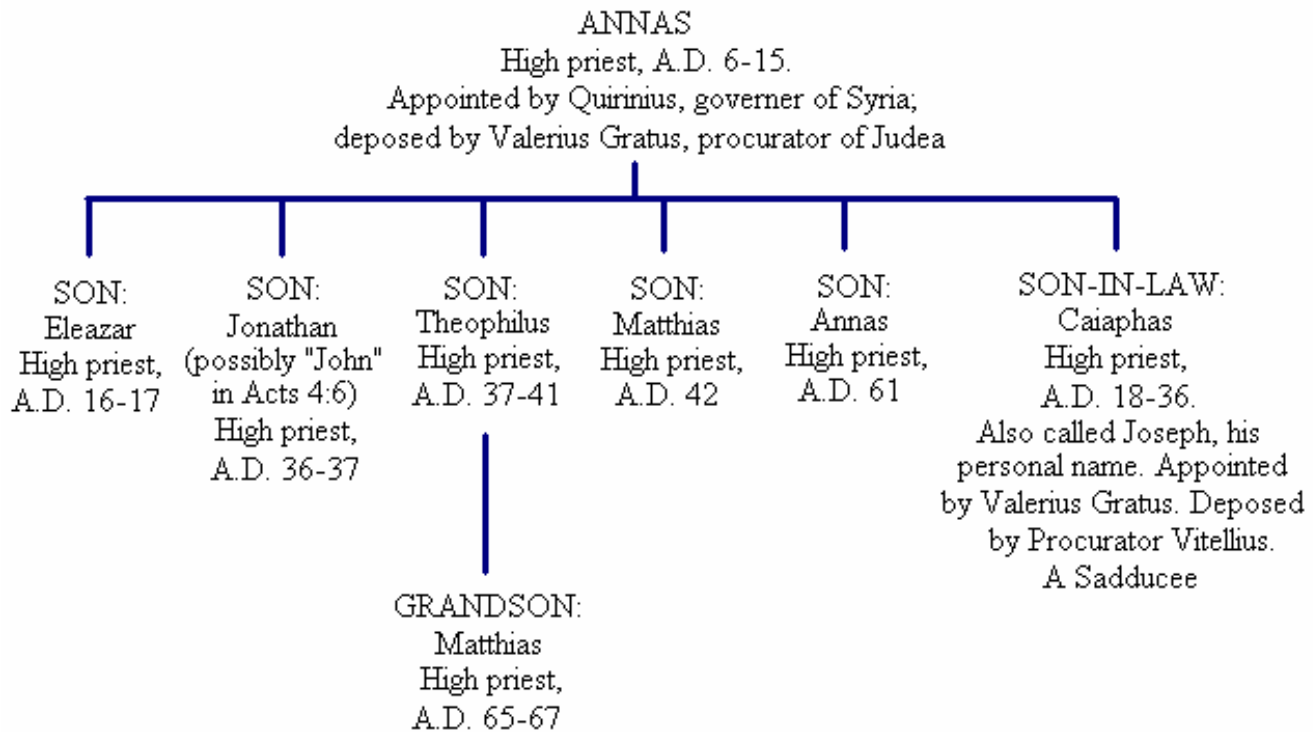 ANNAS
High priest, A.D. 6-15.
Appointed by Quirinius, governer of Syria;
deposed by Valerius Gratus, procurator of Judea
SON:
Eleazar
High priest,
A.D. 16-17
SON:
Jonathan
(possibly "John"
in Acts 4:6)
High priest,
A.D. 36-37
SON:
Theophilus
High priest,
A.D. 37-41
SON:
Matthias
High priest,
A.D. 42
SON:
Annas
High priest,
A.D. 61
SON-IN-LAW:
Caiaphas
High priest,
A.D. 18-36.
Also called Joseph, his
personal name. Appointed
by Valerius Gratus. Deposed
by Procurator Vitellius.
A Sadducee
GRANDSON:
Matthias
High priest,
A.D. 65-67